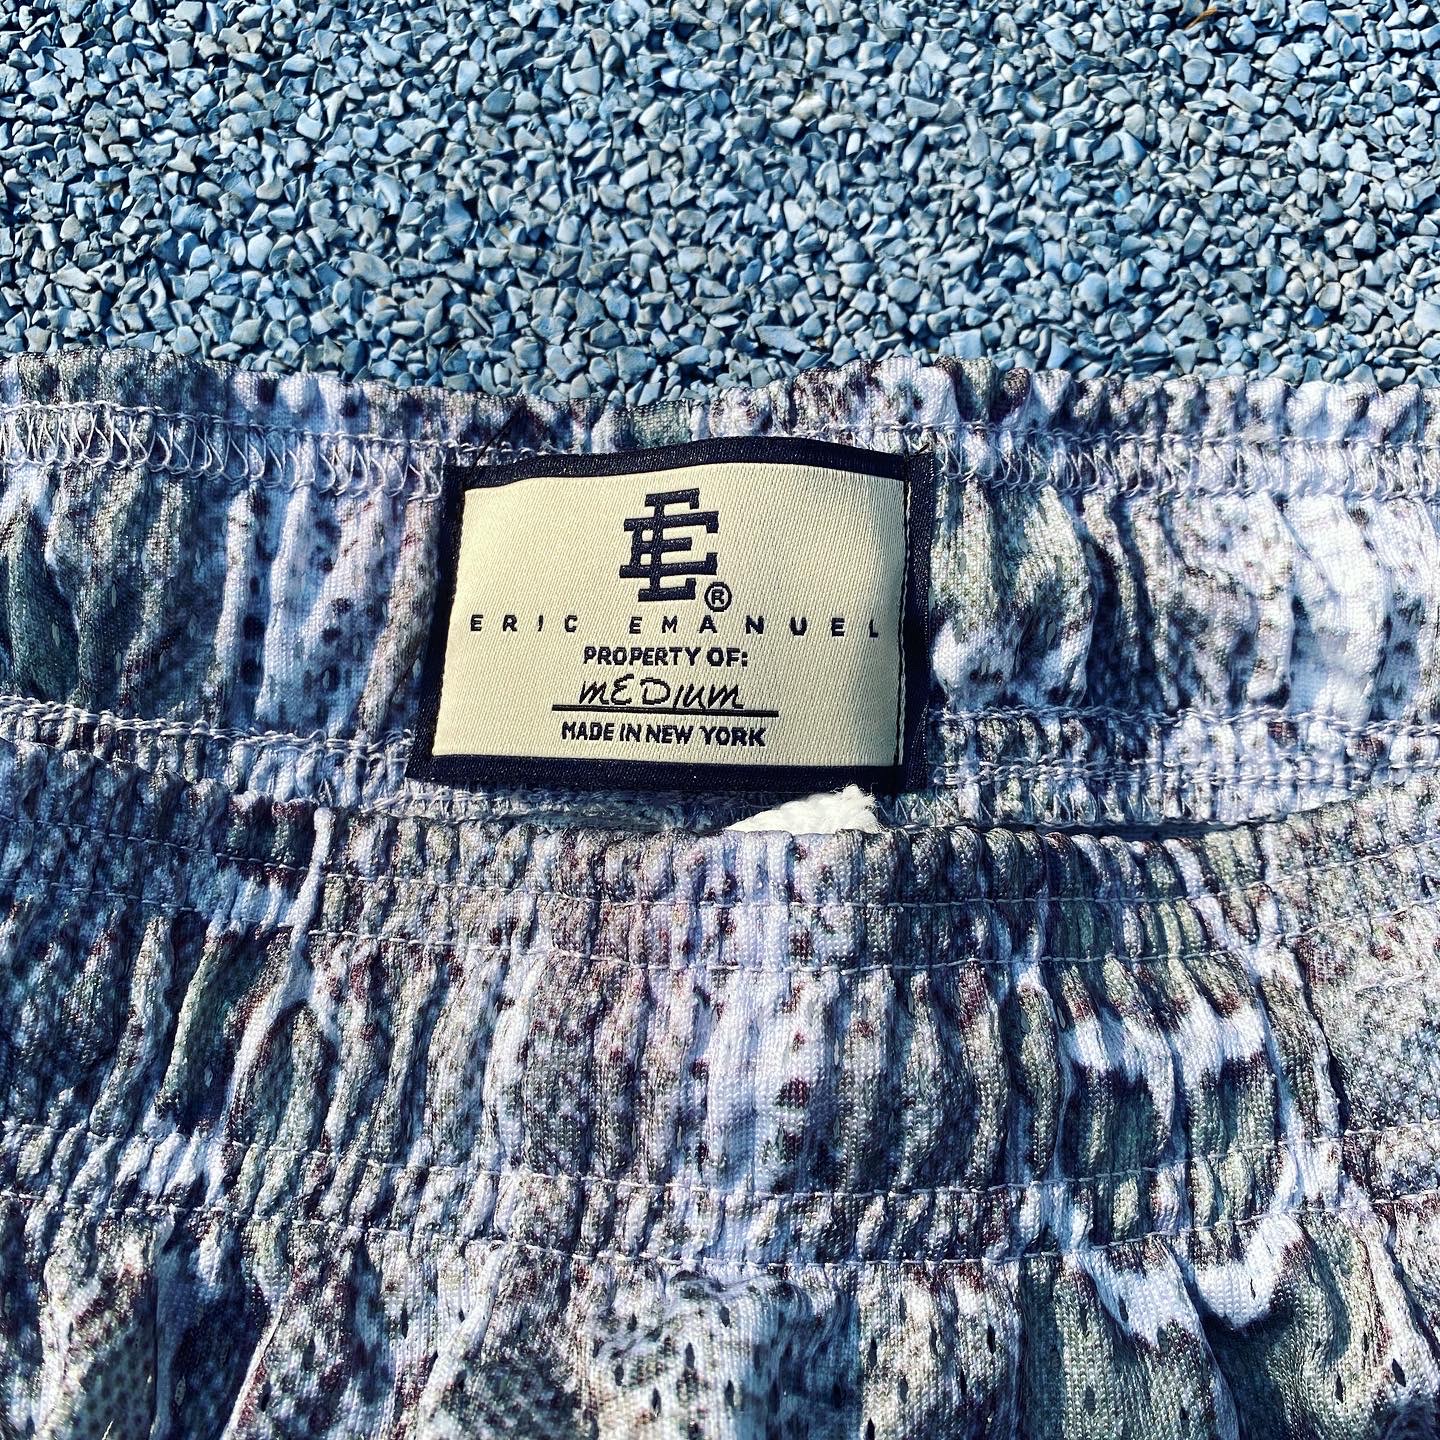 EE®
ERIC EMANUEL
PROPERTY OF:
MEDIUM
MADE IN NEW YORK